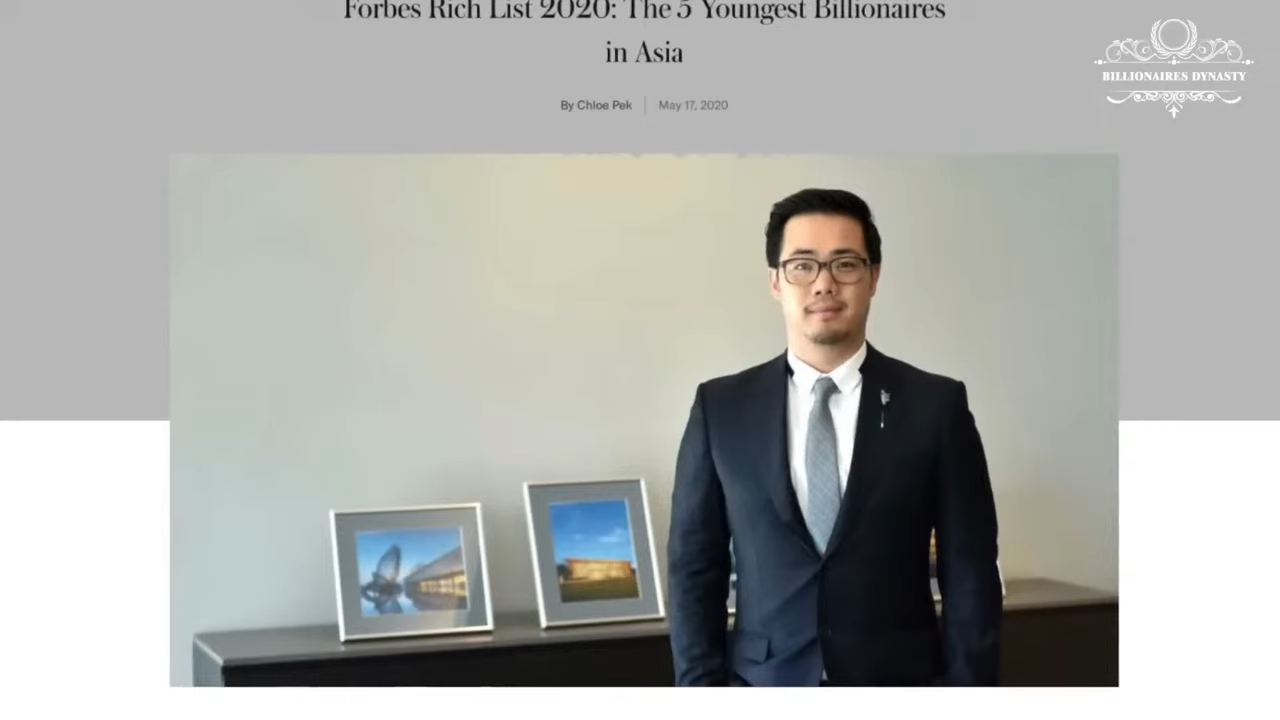 Forbes Rich List 2020: The 5 Youngest Billionaires
in Asia
By Chloe Pek | May 17, 2020
BILLIONAIRES DYNASTY